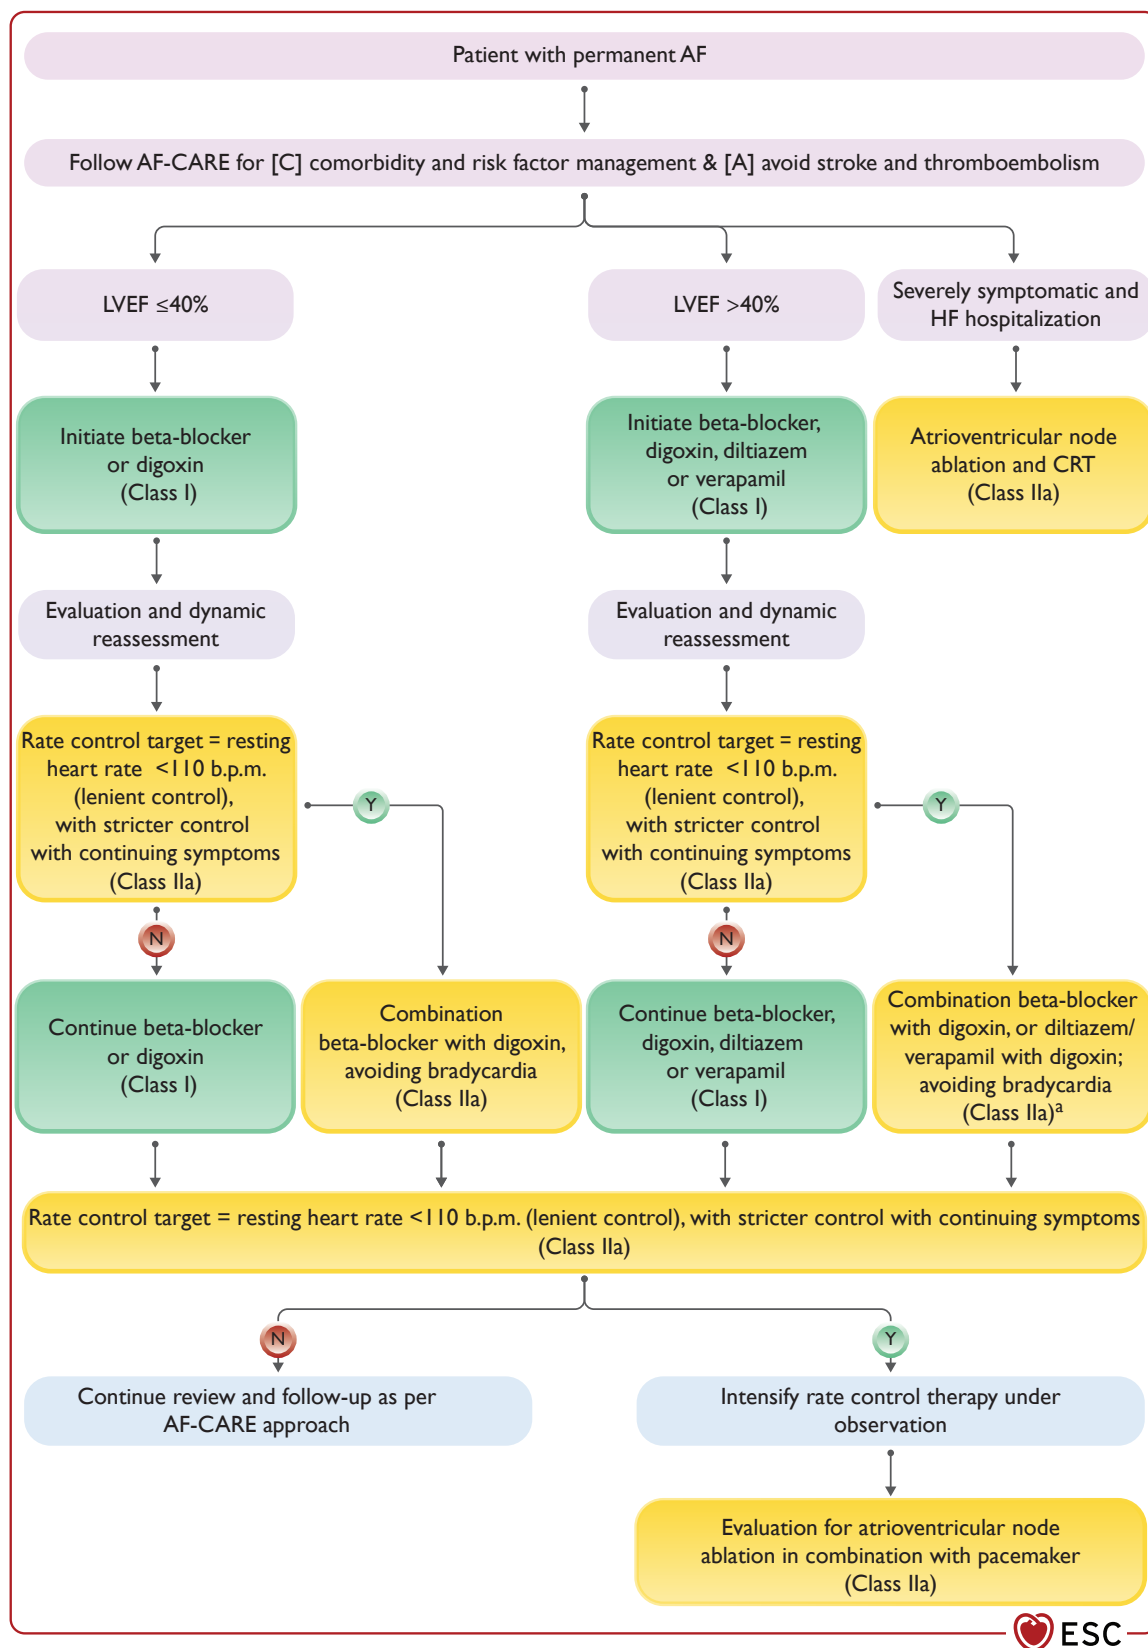 Patient with permanent AF
Follow AF-CARE for [C] comorbidity and risk factor management & [A] avoid stroke and thromboembolism
LVEF ≤40%
LVEF >40%
Severely symptomatic and
HF hospitalization
Initiate beta-blocker
or digoxin
(Class I)
Initiate beta-blocker,
digoxin, diltiazem
or verapamil
(Class I)
Atrioventricular node
ablation and CRT
(Class IIa)
Evaluation and dynamic
reassessment
Evaluation and dynamic
reassessment
Rate control target = resting
heart rate <110 b.p.m.
(lenient control),
with stricter control
with continuing symptoms
(Class IIa)
Y
Rate control target = resting
heart rate <110 b.p.m.
(lenient control),
with stricter control
with continuing symptoms
(Class IIa)
Y
N
N
Continue beta-blocker
or digoxin
(Class I)
Combination
beta-blocker with digoxin,
avoiding bradycardia
(Class IIa)
Continue beta-blocker,
digoxin, diltiazem
or verapamil
(Class I)
Combination beta-blocker
with digoxin, or diltiazem/
verapamil with digoxin;
avoiding bradycardia
(Class IIa)ᵃ
Rate control target = resting heart rate <110 b.p.m. (lenient control), with stricter control with continuing symptoms
(Class IIa)
N
Y
Continue review and follow-up as per
AF-CARE approach
Intensify rate control therapy under
observation
Evaluation for atrioventricular node
ablation in combination with pacemaker
(Class IIa)
ESC